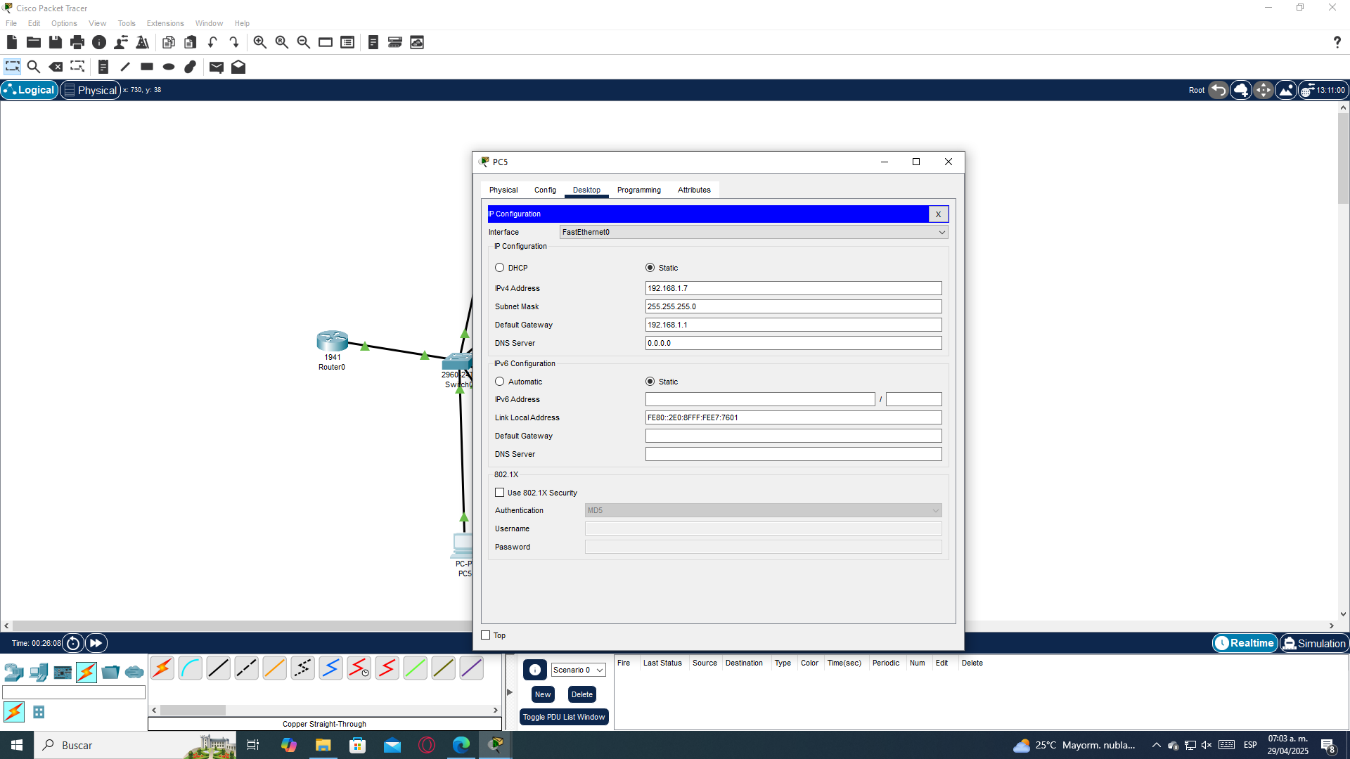 Cisco Packet Tracer
File Edit Options View Tools Extensions Window Help
?
Logical Physical x: 730, y: 38 Root 13:11:00
PC5
Physical Config Desktop Programming Attributes
IP Configuration X
Interface FastEthernet0
IP Configuration
DHCP Static
IPv4 Address 192.168.1.7
Subnet Mask 255.255.255.0
Default Gateway 192.168.1.1
DNS Server 0.0.0.0
IPv6 Configuration
Automatic Static
IPv6 Address /
Link Local Address FE80::2E0:8FFF:FEE7:7601
Default Gateway
DNS Server
802.1X
Use 802.1X Security
Authentication MD5
Username
Password
Top
1941
Router0
2960-24
Switch0
PC-P
PC5
Time: 00:26:08 Realtime Simulation
Scenario 0
New Delete
Toggle PDU List Window
Fire Last Status Source Destination Type Color Time(sec) Periodic Num Edit Delete
Copper Straight-Through
Buscar
25°C Mayorm. nubla... ESP 07:03 a. m.
29/04/2025
8